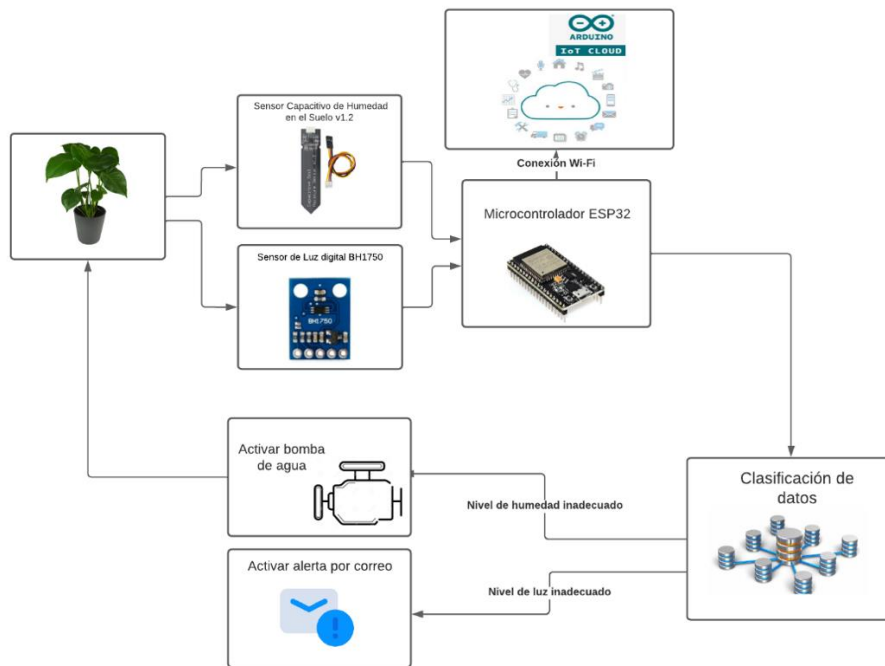 ARDUINO
IoT CLOUD
Sensor Capacitivo de Humedad
en el Suelo v1.2
Conexión Wi-Fi
Microcontrolador ESP32
Sensor de Luz digital BH1750
BH1750
Activar bomba
de agua
Nivel de humedad inadecuado
Clasificación de
datos
Activar alerta por correo
Nivel de luz inadecuado